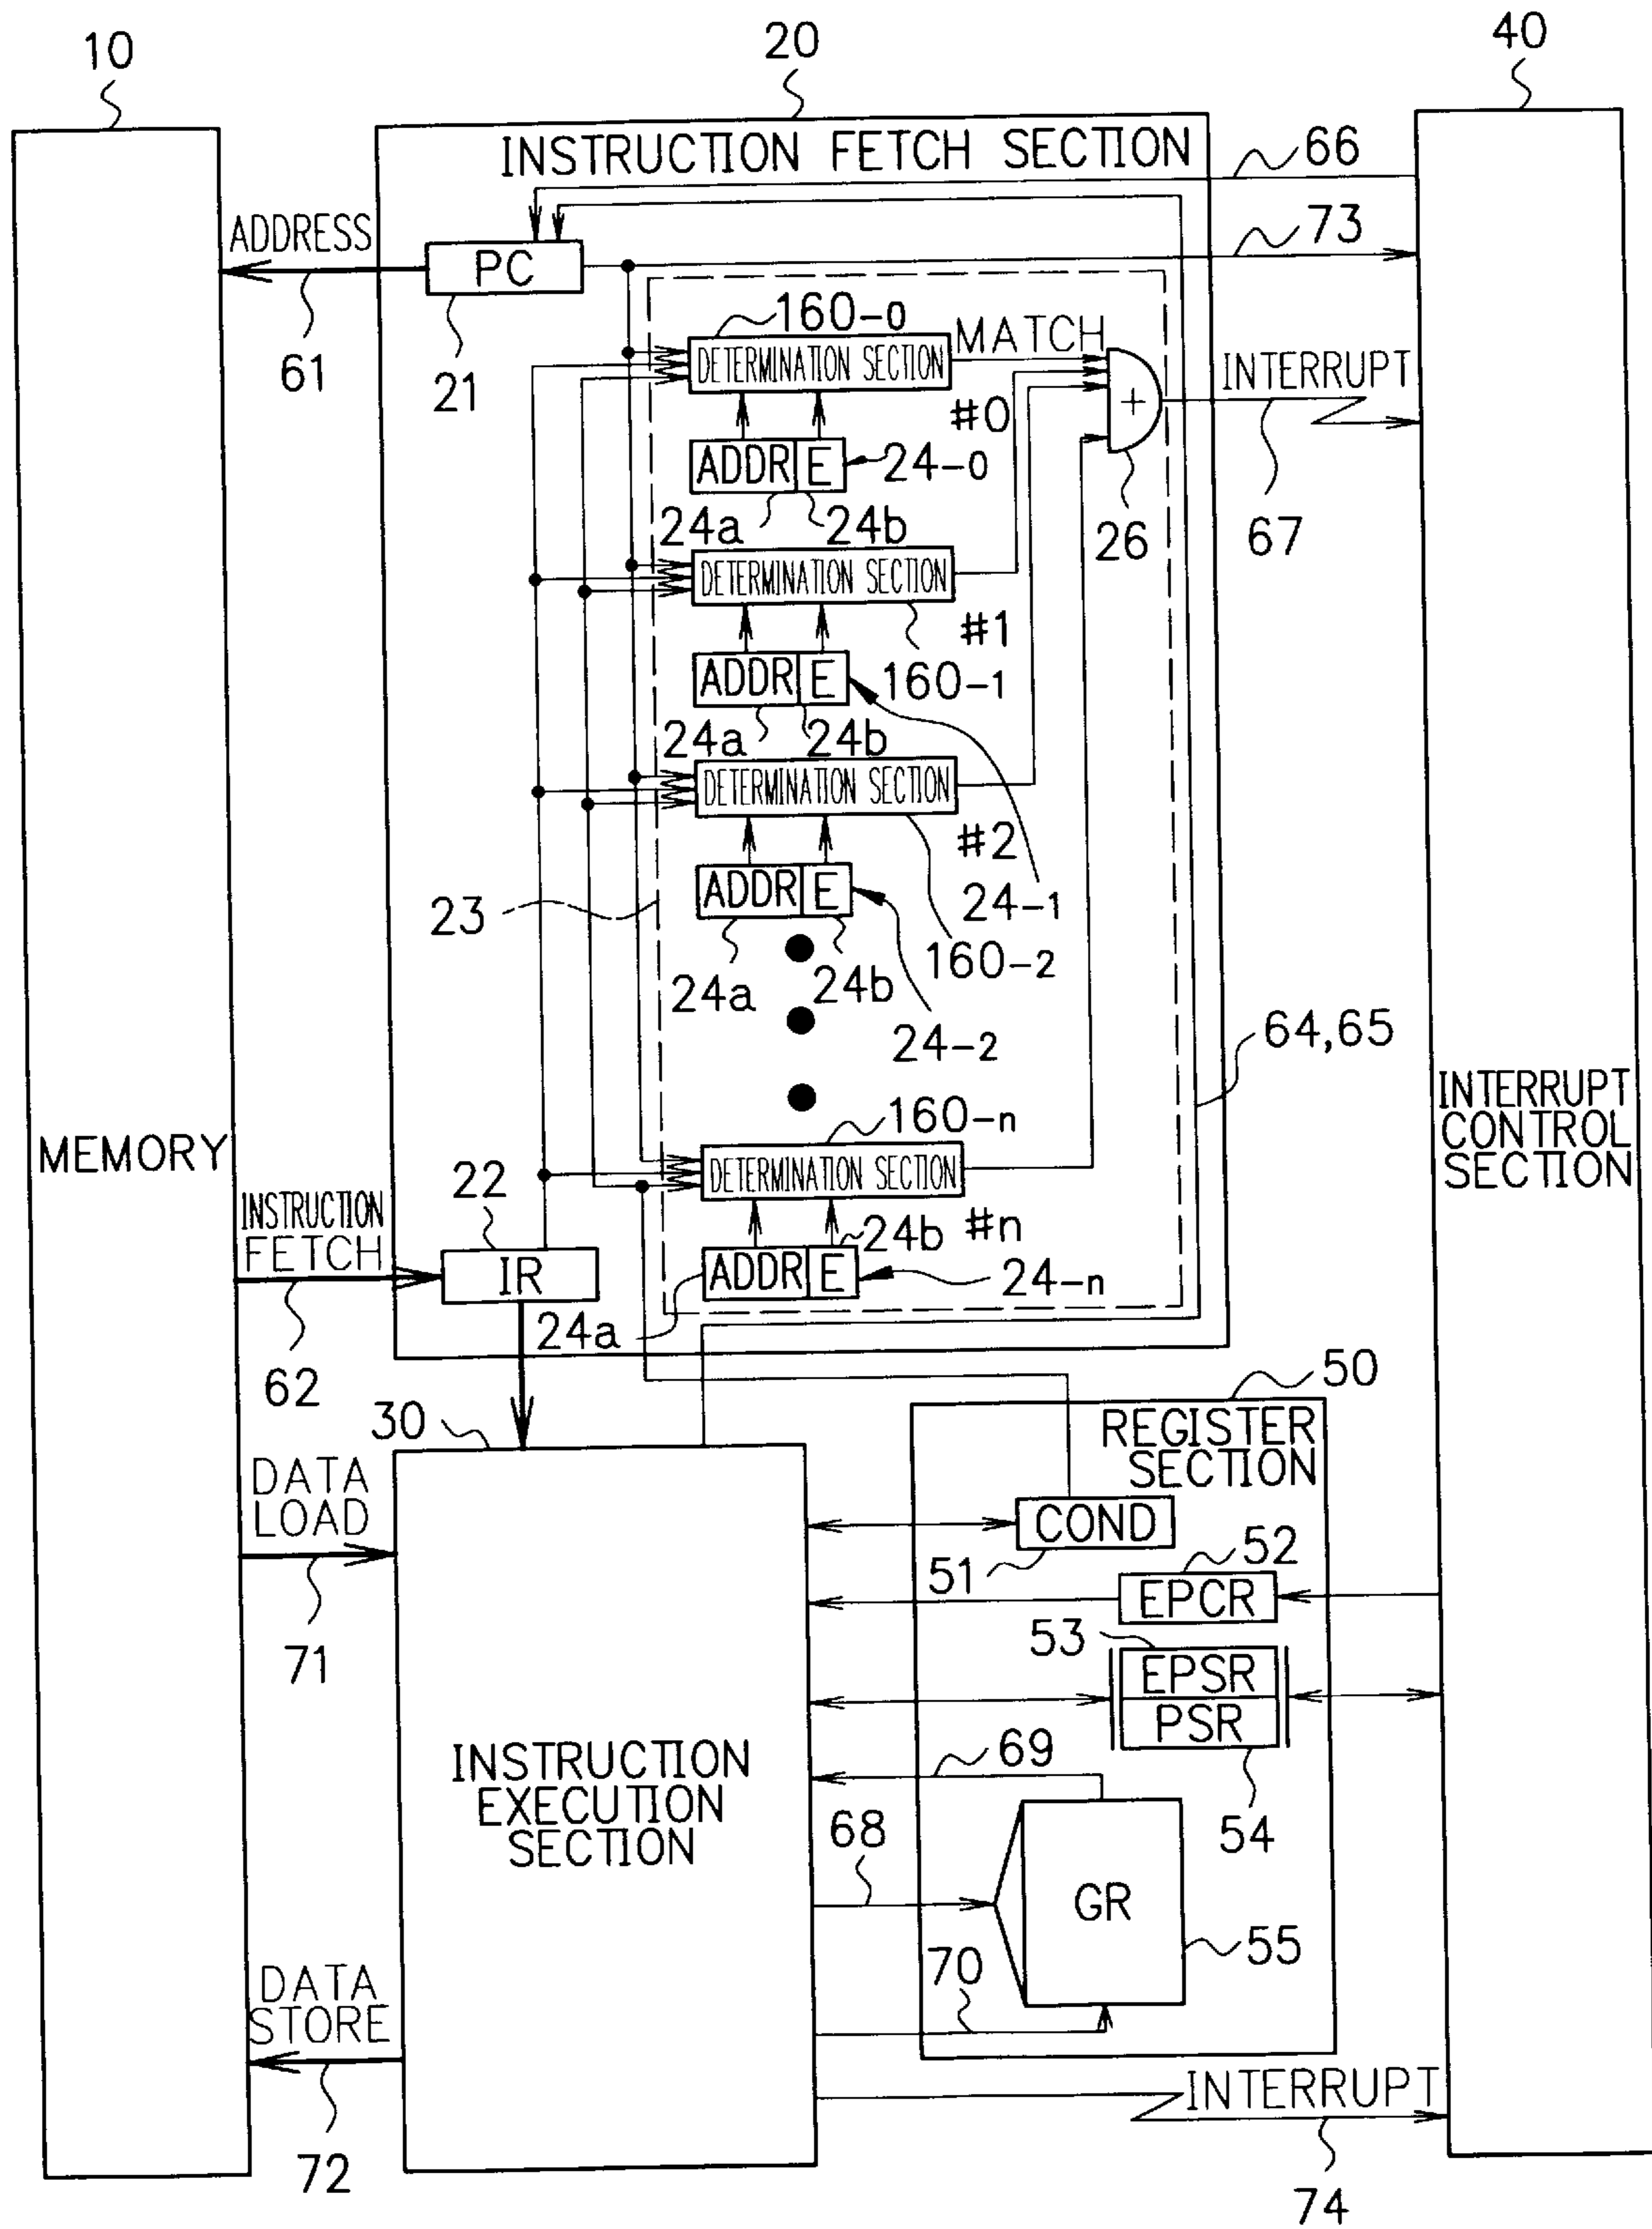 10
20
40
INSTRUCTION FETCH SECTION
66
ADDRESS
73
PC
61
21
160-0
MATCH
DETERMINATION SECTION
INTERRUPT
#0
+
ADDR E
24-0
24a
24b
26
67
DETERMINATION SECTION
#1
ADDR E
160-1
24a
24b
DETERMINATION SECTION
#2
ADDR E
24-1
23
160-2
24a
24b
24-2
64,65
INTERRUPT
CONTROL
SECTION
MEMORY
160-n
DETERMINATION SECTION
22
INSTRUCTION
FETCH
24b
#n
IR
ADDR E
24-n
24a
62
50
30
REGISTER
SECTION
DATA
LOAD
COND
51
52
EPCR
71
53
EPSR
PSR
69
54
INSTRUCTION
EXECUTION
SECTION
68
GR
55
70
DATA
STORE
INTERRUPT
72
74